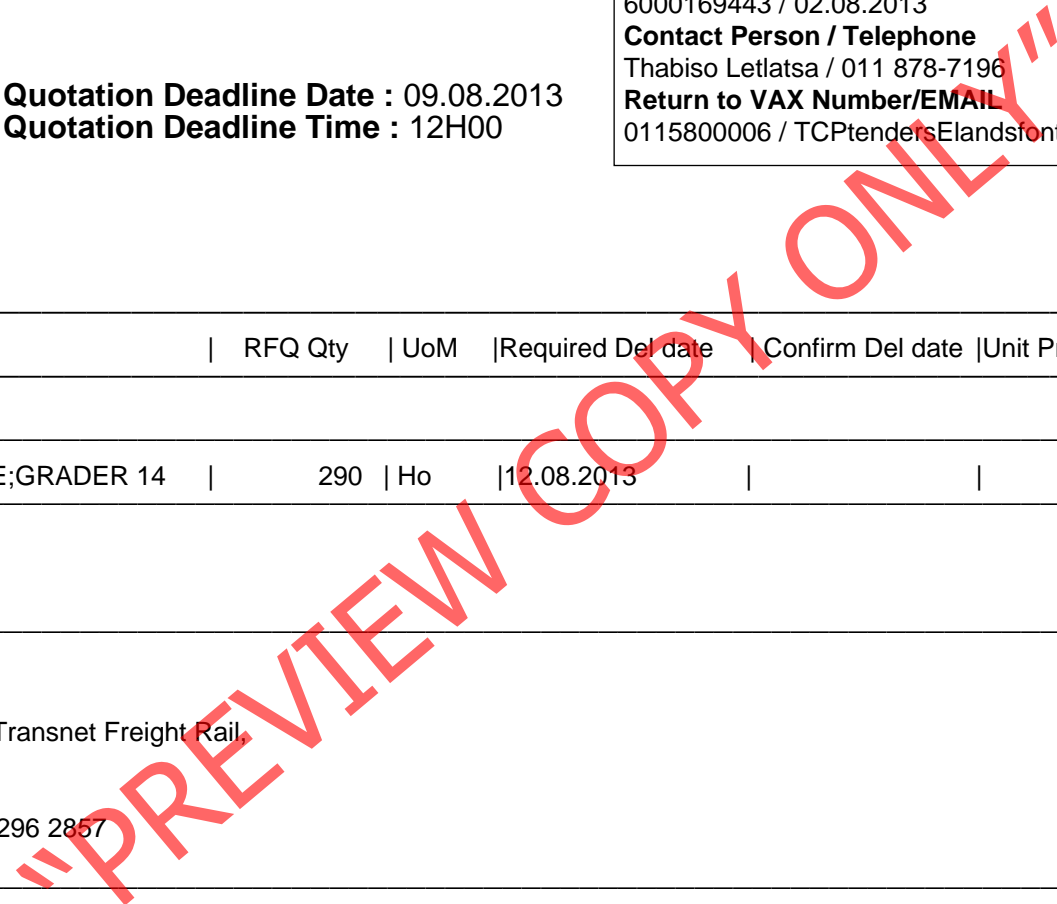 6000169443 / 02.08.2013
Contact Person / Telephone
Thabiso Letlatsa / 011 878-7196
Return to VAX Number/EMAIL
0115800006 / TCPtendersElandsfont
Quotation Deadline Date : 09.08.2013
Quotation Deadline Time : 12H00
| RFQ Qty | UoM |Required Del date | Confirm Del date |Unit Pr
E;GRADER 14 | 290 | Ho |12.08.2013 | |
Transnet Freight Rail,
296 2857
"PREVIEW COPY ONLY"